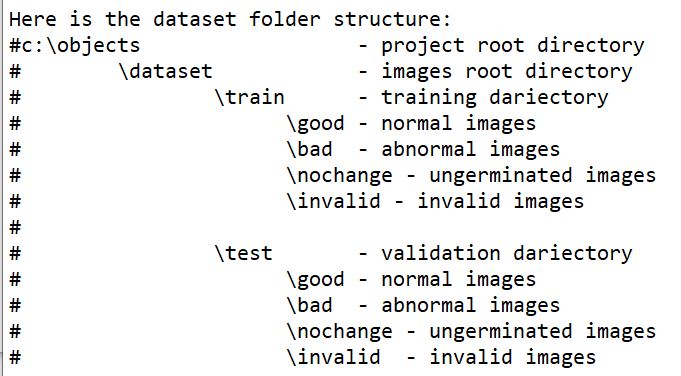 Here is the dataset folder structure:
#c:\objects                  - project root directory
#        \dataset            - images root directory
#                \train      - training dariectory
#                      \good - normal images
#                      \bad  - abnormal images
#                      \nochange - ungerminated images
#                      \invalid - invalid images
#
#                \test       - validation dariectory
#                      \good - normal images
#                      \bad  - abnormal images
#                      \nochange - ungerminated images
#                      \invalid  - invalid images